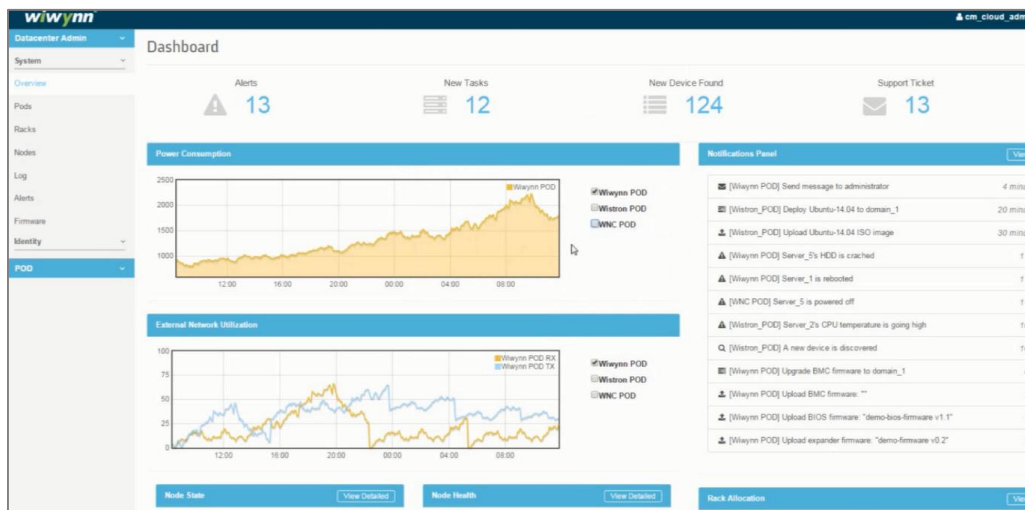 wiwynn
cm_cloud_adm
Datacenter Admin
System
Overview
Pods
Racks
Nodes
Log
Alerts
Firmware
Identity
POD
Dashboard
Alerts
13
New Tasks
12
New Device Found
124
Support Ticket
13
Power Consumption
2500
2000
1500
1000
12:00 16:00 20:00 00:00 04:00 08:00
Wiwynn POD
Wiwynn POD
Wistron POD
WNC POD
External Network Utilization
100
75
50
25
0
12:00 16:00 20:00 00:00 04:00 08:00
Wiwynn POD RX
Wiwynn POD TX
Wiwynn POD
Wistron POD
WNC POD
Node State View Detailed
Node Health View Detailed
Notifications Panel
[Wiwynn POD] Send message to administrator
[Wistron_POD] Deploy Ubuntu-14.04 to domain_1
[Wistron_POD] Upload Ubuntu-14.04 ISO image
[Wiwynn POD] Server_5's HDD is crached
[Wiwynn POD] Server_1 is rebooted
[WNC POD] Server_5 is powered off
[Wistron_POD] Server_2's CPU temperature is going high
[Wistron_POD] A new device is discovered
[Wiwynn POD] Upgrade BMC firmware to domain_1
[Wiwynn POD] Upload BMC firmware: ""
[Wiwynn POD] Upload BIOS firmware: "demo-bios-firmware v1.1"
[Wiwynn POD] Upload expander firmware: "demo-firmware v0.2"
Rack Allocation